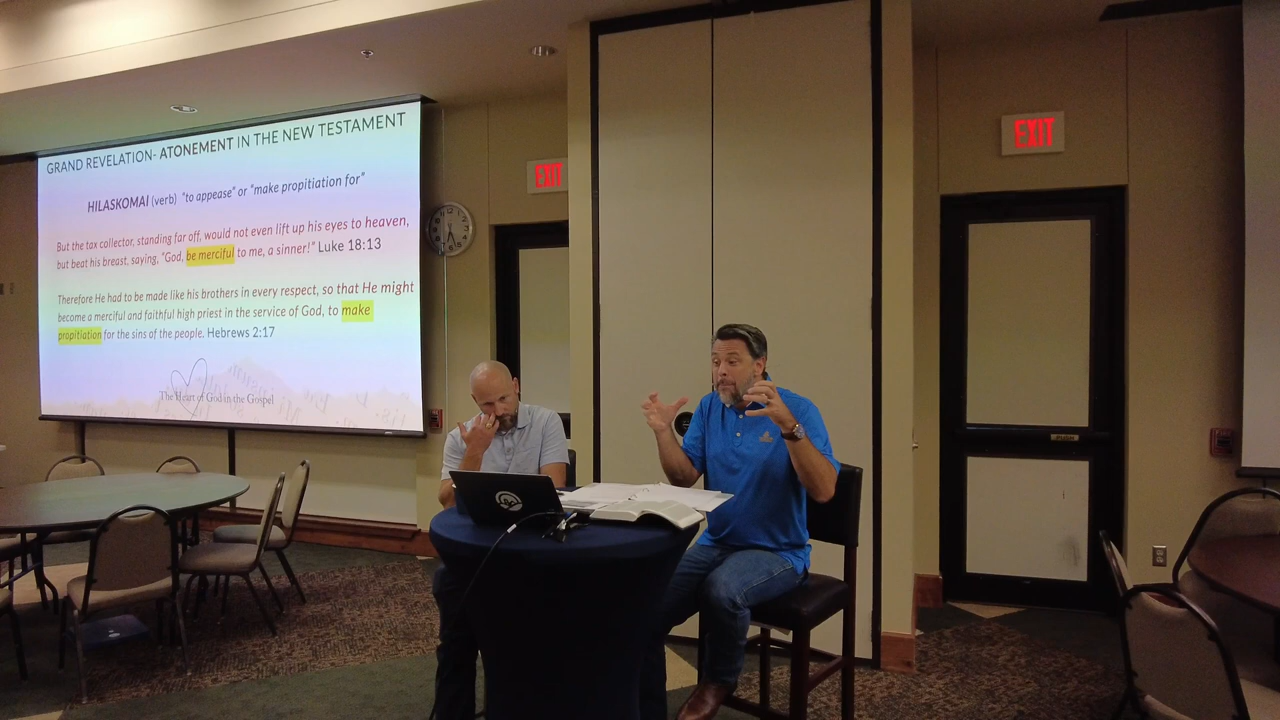 GRAND REVELATION- ATONEMENT IN THE NEW TESTAMENT
HILASKOMAI (verb) "to appease" or "make propitiation for"
But the tax collector, standing far off, would not even lift up his eyes to heaven,
but beat his breast, saying, "God, be merciful to me, a sinner!" Luke 18:13
Therefore He had to be made like his brothers in every respect, so that He might
become a merciful and faithful high priest in the service of God, to make
propitiation for the sins of the people. Hebrews 2:17
The Heart of God in the Gospel
EXIT
EXIT